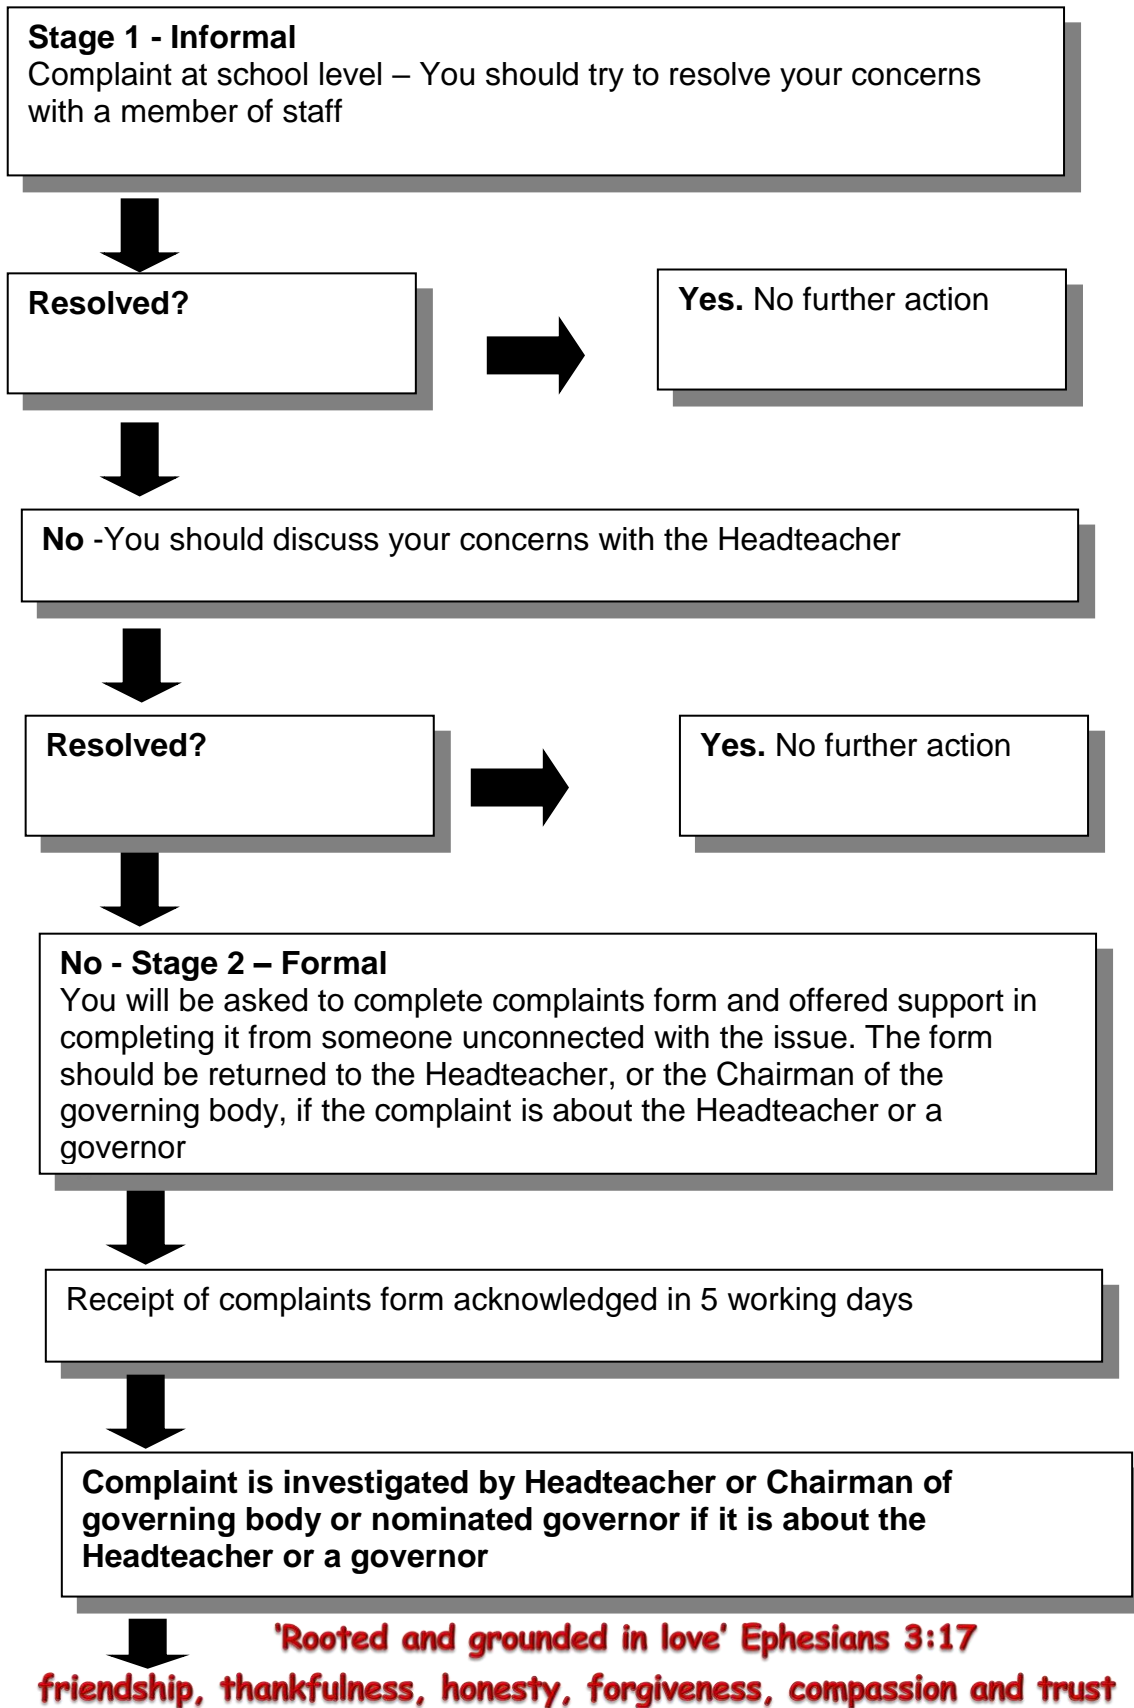 Stage 1 - Informal
Complaint at school level – You should try to resolve your concerns
with a member of staff
Resolved?
Yes. No further action
No -You should discuss your concerns with the Headteacher
Resolved?
Yes. No further action
No - Stage 2 – Formal
You will be asked to complete complaints form and offered support in
completing it from someone unconnected with the issue. The form
should be returned to the Headteacher, or the Chairman of the
governing body, if the complaint is about the Headteacher or a
governor
Receipt of complaints form acknowledged in 5 working days
Complaint is investigated by Headteacher or Chairman of
governing body or nominated governor if it is about the
Headteacher or a governor
‘Rooted and grounded in love’ Ephesians 3:17
friendship, thankfulness, honesty, forgiveness, compassion and trust